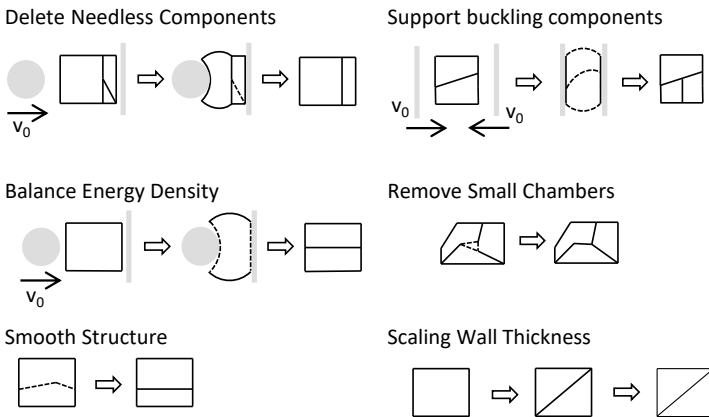 Delete Needless Components
v0
Support buckling components
v0 v0
Balance Energy Density
v0
Remove Small Chambers
Smooth Structure
Scaling Wall Thickness